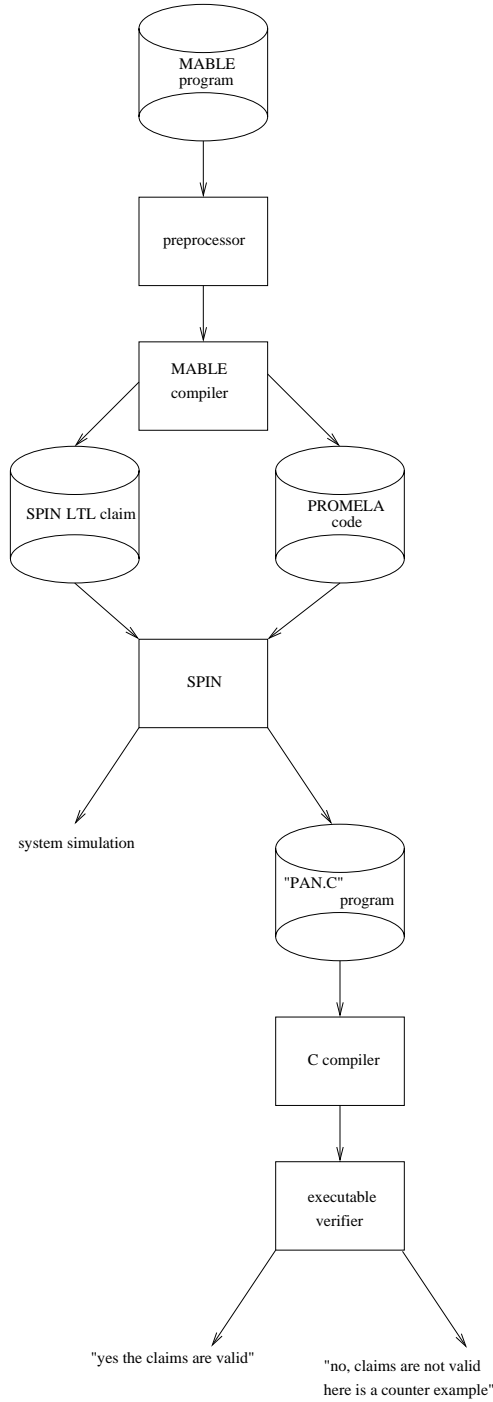 MABLE
program
preprocessor
MABLE
compiler
SPIN LTL claim
PROMELA
code
SPIN
system simulation
"PAN.C"
program
C compiler
executable
verifier
"yes the claims are valid"
"no, claims are not valid
here is a counter example"